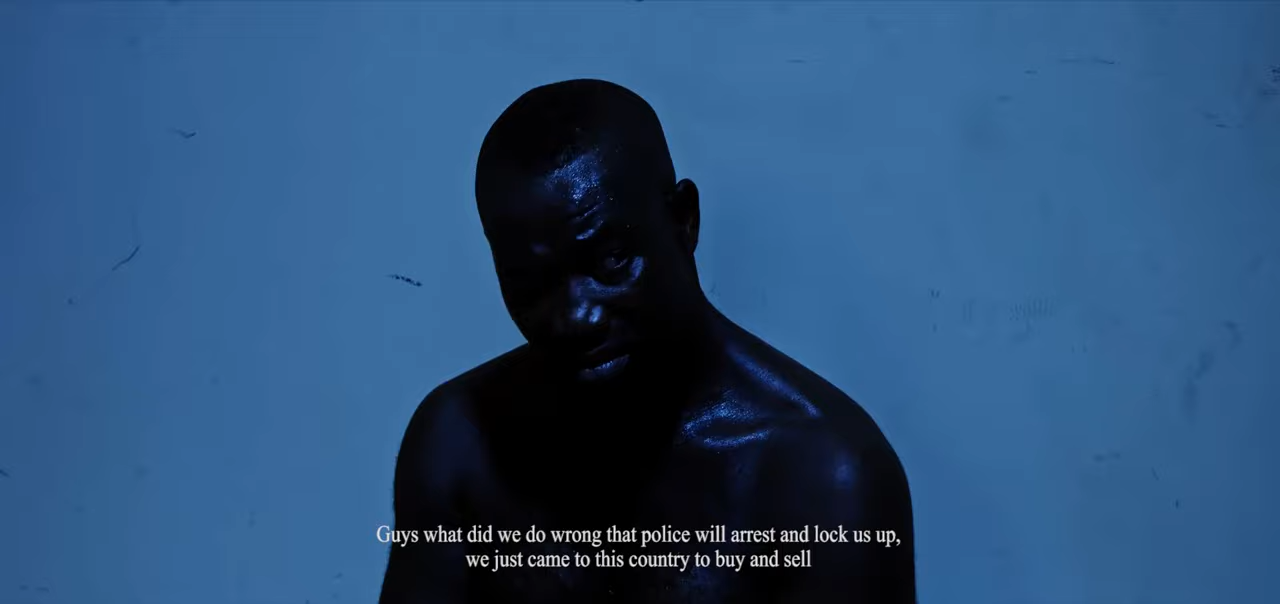 Guys what did we do wrong that police will arrest and lock us up,
we just came to this country to buy and sell